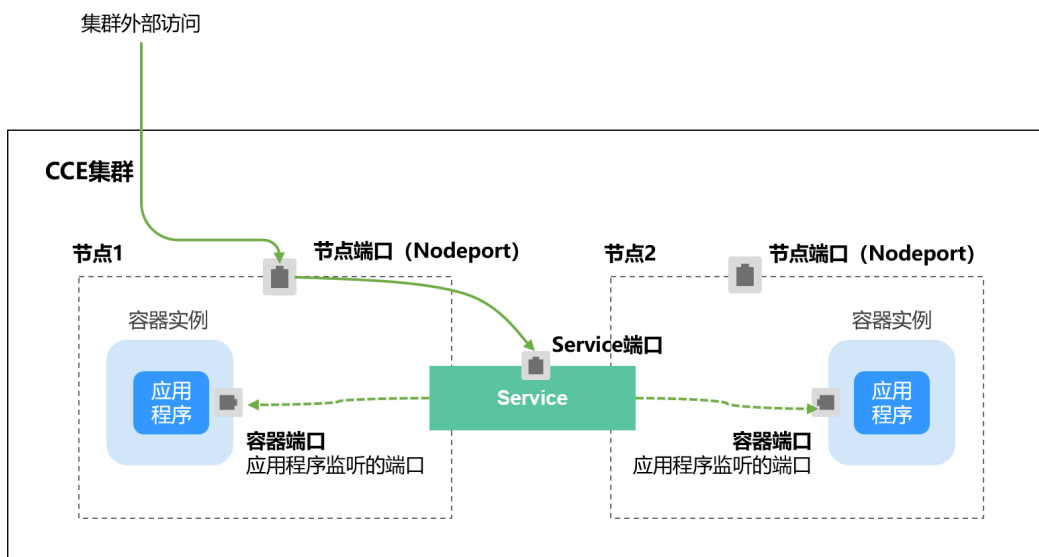 集群外部访问
CCE集群
节点1
节点端口（Nodeport）
节点2
节点端口（Nodeport）
容器实例
容器实例
Service端口
应用
程序
Service
应用
程序
容器端口
应用程序监听的端口
容器端口
应用程序监听的端口